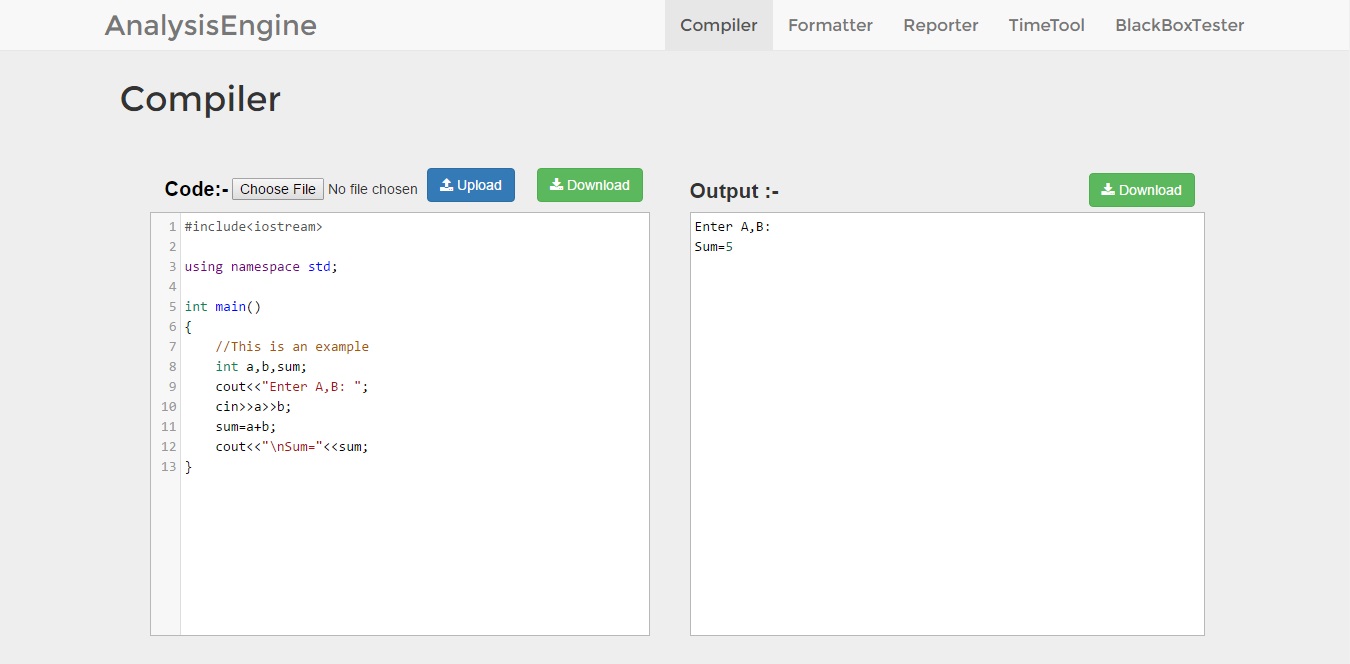 AnalysisEngine Compiler Formatter Reporter TimeTool BlackBoxTester
Compiler
Code:- Choose File No file chosen Upload Download
1 #include<iostream>
2
3 using namespace std;
4
5 int main()
6 {
7 //This is an example
8 int a,b,sum;
9 cout<<"Enter A,B: ";
10 cin>>a>>b;
11 sum=a+b;
12 cout<<"\nSum="<<sum;
13 }
Output :- Download
Enter A,B:
Sum=5